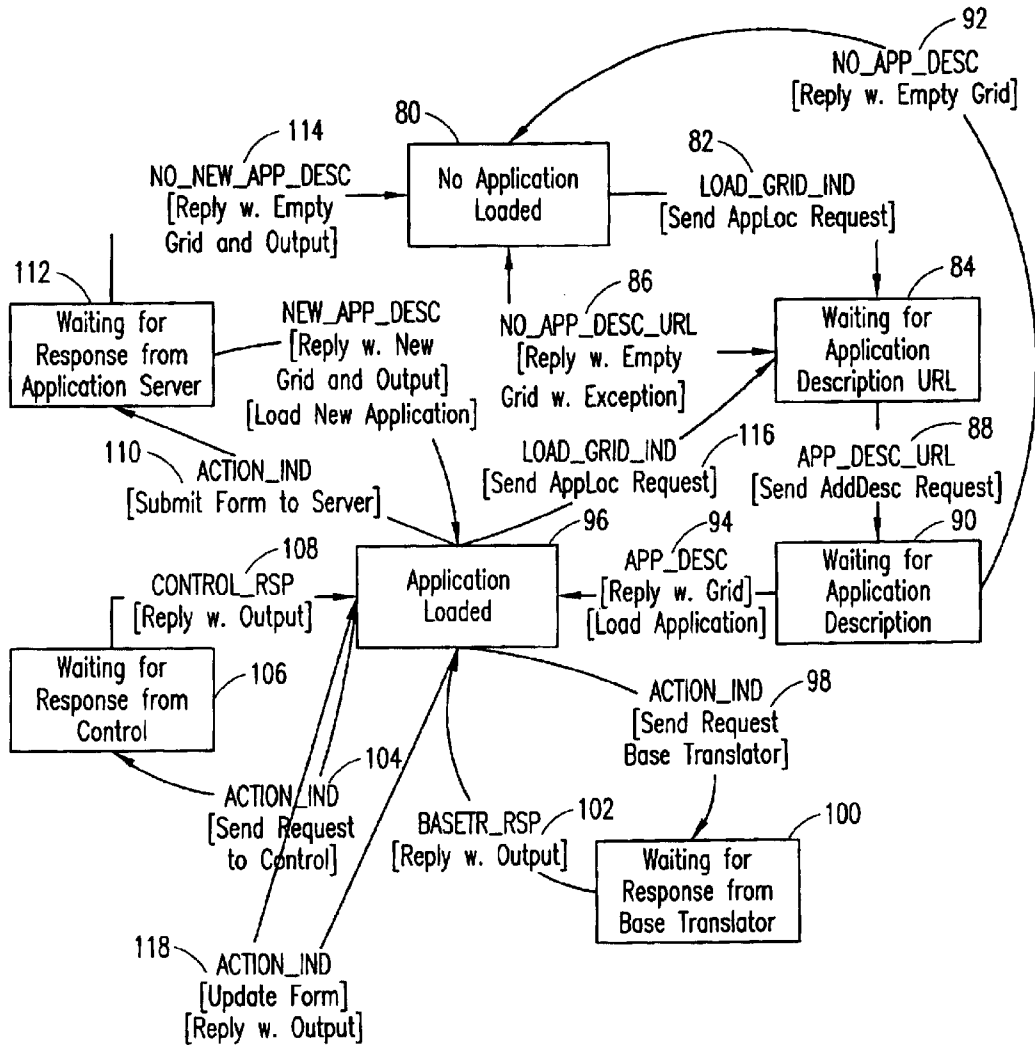 92
NO_APP_DESC
[Reply w. Empty Grid]
114
NO_NEW_APP_DESC
[Reply w. Empty
Grid and Output]
80
No Application
Loaded
82
LOAD_GRID_IND
[Send AppLoc Request]
112
Waiting for
Response from
Application Server
NEW_APP_DESC
[Reply w. New
Grid and Output]
[Load New Application]
86
NO_APP_DESC_URL
[Reply w. Empty
Grid w. Exception]
84
Waiting for
Application
Description URL
110
ACTION_IND
[Submit Form to Server]
LOAD_GRID_IND
[Send AppLoc Request]
116
88
APP_DESC_URL
[Send AddDesc Request]
108
CONTROL_RSP
[Reply w. Output]
96
Application
Loaded
94
APP_DESC
[Reply w. Grid]
[Load Application]
90
Waiting for
Application
Description
Waiting for
Response from
Control
106
ACTION_IND
[Send Request
Base Translator]
98
104
ACTION_IND
[Send Request
to Control]
BASETR_RSP
[Reply w. Output]
102
100
Waiting for
Response from
Base Translator
118
ACTION_IND
[Update Form]
[Reply w. Output]